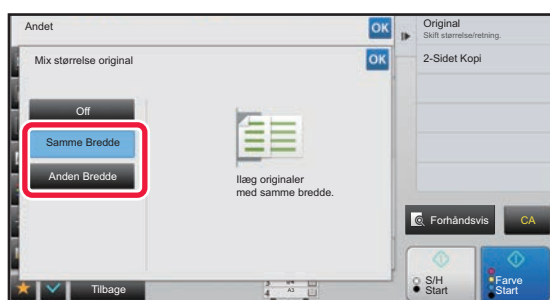 Andet
OK
Mix størrelse original
OK
Off
Samme Bredde
Anden Bredde
Ilæg originaler
med samme bredde.
Tilbage
A3
Original
Skift størrelse/retning.
2-Sidet Kopi
Forhåndsvis
CA
S/H
Start
Farve
Start